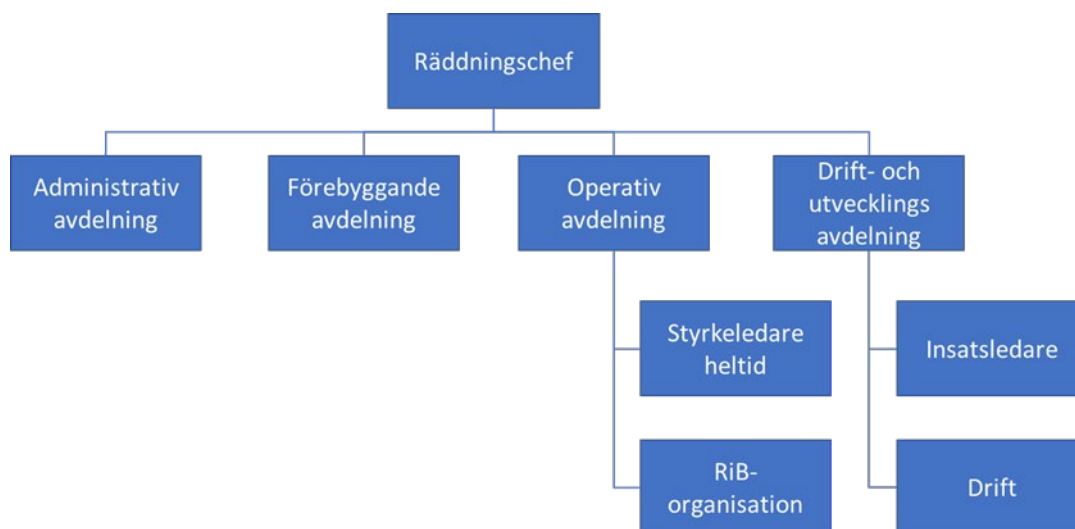 Räddningschef
Administrativ
avdelning
Förebyggande
avdelning
Operativ
avdelning
Drift- och
utvecklings
avdelning
Styrkeledare
heltid
Insatsledare
RiB-
organisation
Drift